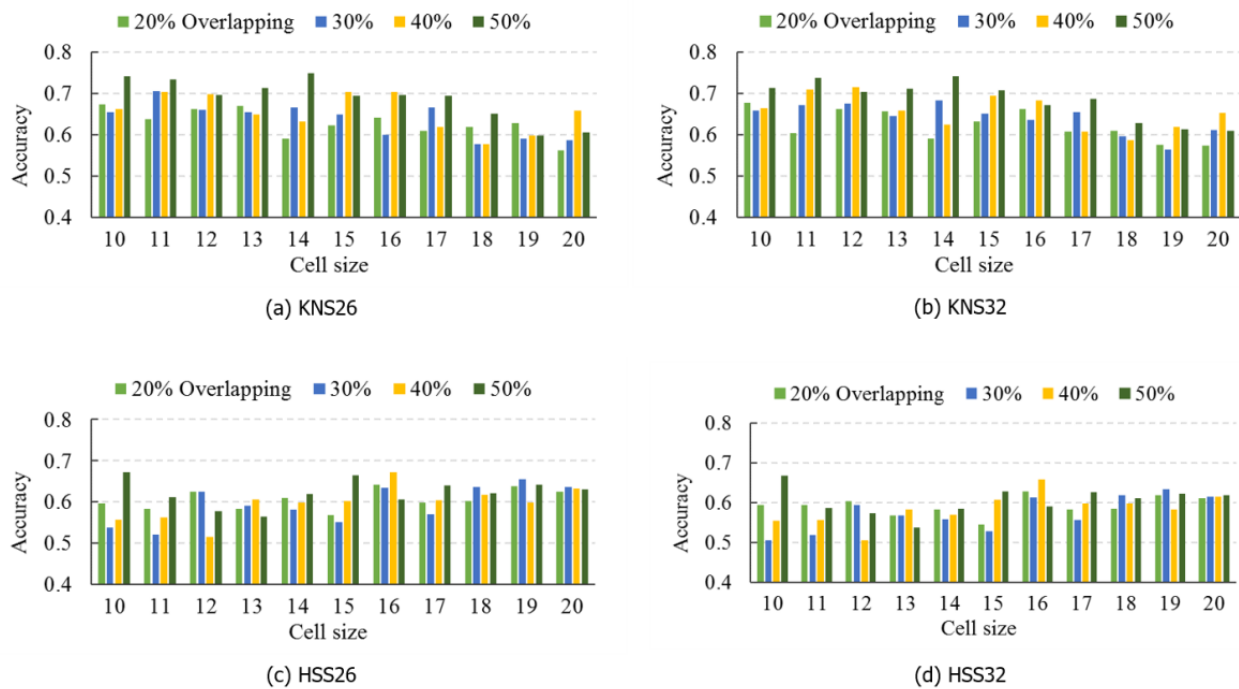 20% Overlapping 30% 40% 50%
0.8
0.7
0.6
0.5
0.4
Accuracy
10 11 12 13 14 15 16 17 18 19 20
Cell size
(a) KNS26
20% Overlapping 30% 40% 50%
0.8
0.7
0.6
0.5
0.4
Accuracy
10 11 12 13 14 15 16 17 18 19 20
Cell size
(b) KNS32
20% Overlapping 30% 40% 50%
0.8
0.7
0.6
0.5
0.4
Accuracy
10 11 12 13 14 15 16 17 18 19 20
Cell size
(c) HSS26
20% Overlapping 30% 40% 50%
0.8
0.7
0.6
0.5
0.4
Accuracy
10 11 12 13 14 15 16 17 18 19 20
Cell size
(d) HSS32